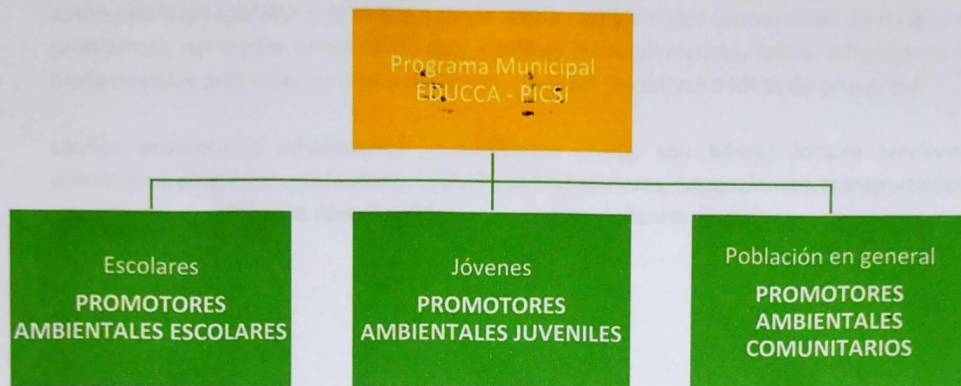 Programa Municipal
EDUCCA - PICSI
Escolares
PROMOTORES
AMBIENTALES ESCOLARES
Jóvenes
PROMOTORES
AMBIENTALES JUVENILES
Población en general
PROMOTORES
AMBIENTALES
COMUNITARIOS